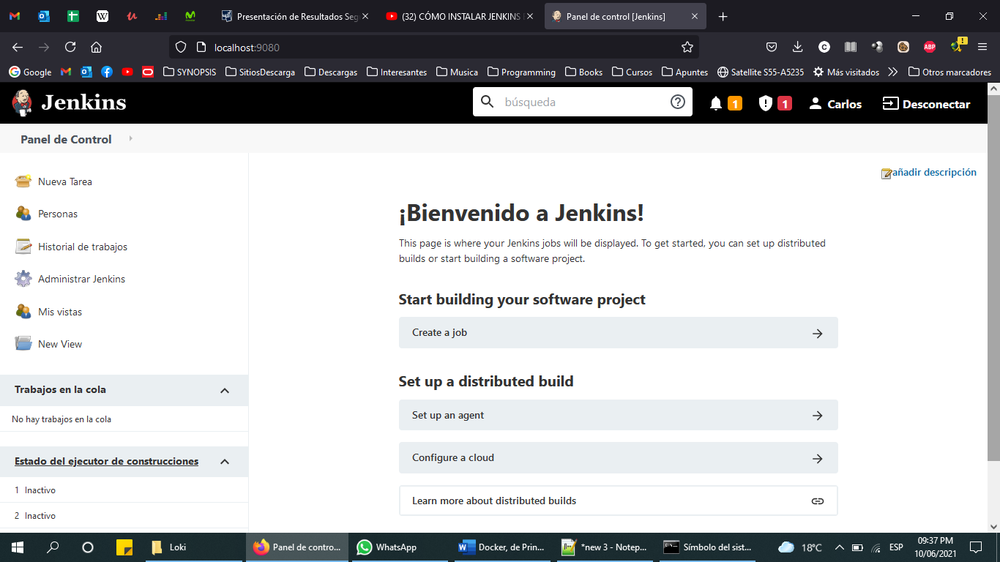 Presentación de Resultados Seg
(32) CÓMO INSTALAR JENKINS
Panel de control [Jenkins]
localhost:9080
Google
SYNOPSIS
SitiosDescarga
Descargas
Interesantes
Musica
Programming
Books
Cursos
Apuntes
Satellite S55-A5235
Más visitados
Otros marcadores
Jenkins
búsqueda
1
1
Carlos
Desconectar
Panel de Control
Nueva Tarea
Personas
Historial de trabajos
Administrar Jenkins
Mis vistas
New View
Trabajos en la cola
No hay trabajos en la cola
Estado del ejecutor de construcciones
1 Inactivo
2 Inactivo
añadir descripción
¡Bienvenido a Jenkins!
This page is where your Jenkins jobs will be displayed. To get started, you can set up distributed
builds or start building a software project.
Start building your software project
Create a job
Set up a distributed build
Set up an agent
Configure a cloud
Learn more about distributed builds
Loki
Panel de contro...
WhatsApp
Docker, de Prin...
*new 3 - Notep...
Símbolo del sist...
18°C
ESP
09:37 PM
10/06/2021